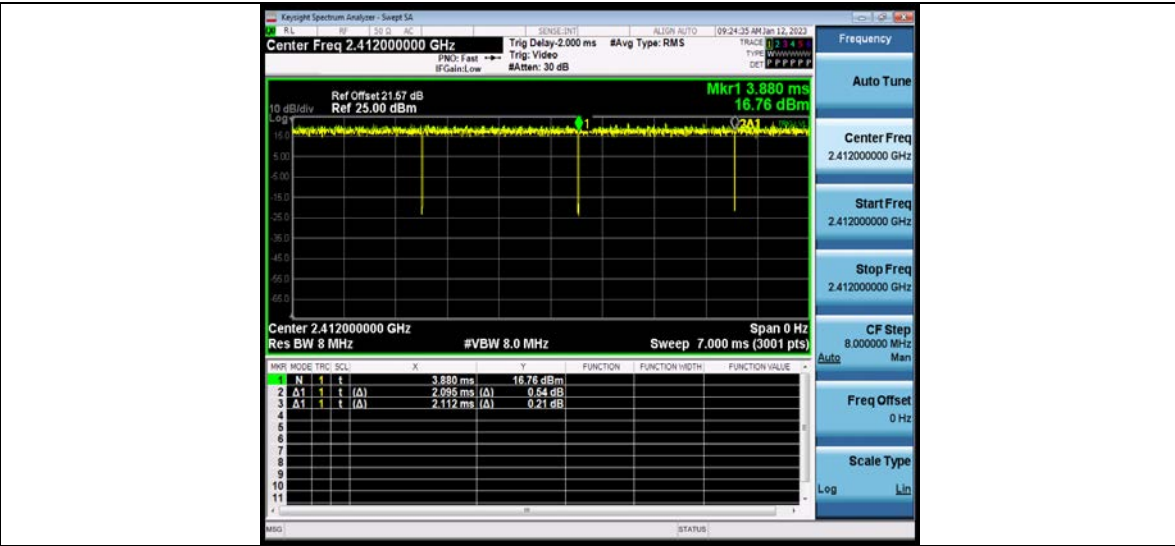 Keysight Spectrum Analyzer - Swept SA
RL RF 50 Ω AC SENSE:INT ALIGN AUTO 09:24:35 AM Jan 12, 2023
Center Freq 2.412000000 GHz
Trig Delay-2.000 ms #Avg Type: RMS
TRACE 1 2 3 4 5 6
PNO: Fast Trig: Video
TYPE WWWWWW
IFGain:Low #Atten: 30 dB
DET P P P P P P
Mkr1 3.880 ms
16.76 dBm
Ref Offset 21.57 dB
10 dB/div Ref 25.00 dBm
Log
1
2Δ1
15.0
5.00
-5.00
-15.0
-25.0
-35.0
-45.0
-55.0
-65.0
Center 2.412000000 GHz Span 0 Hz
Res BW 8 MHz #VBW 8.0 MHz Sweep 7.000 ms (3001 pts)
MKR MODE TRC SCL X Y FUNCTION FUNCTION WIDTH FUNCTION VALUE
1 N 1 t 3.880 ms 16.76 dBm
2 Δ1 1 t (Δ) 2.095 ms (Δ) 0.54 dB
3 Δ1 1 t (Δ) 2.112 ms (Δ) 0.21 dB
4
5
6
7
8
9
10
11
MSG STATUS
Frequency
Auto Tune
Center Freq
2.412000000 GHz
Start Freq
2.412000000 GHz
Stop Freq
2.412000000 GHz
CF Step
8.000000 MHz
Auto Man
Freq Offset
0 Hz
Scale Type
Log Lin